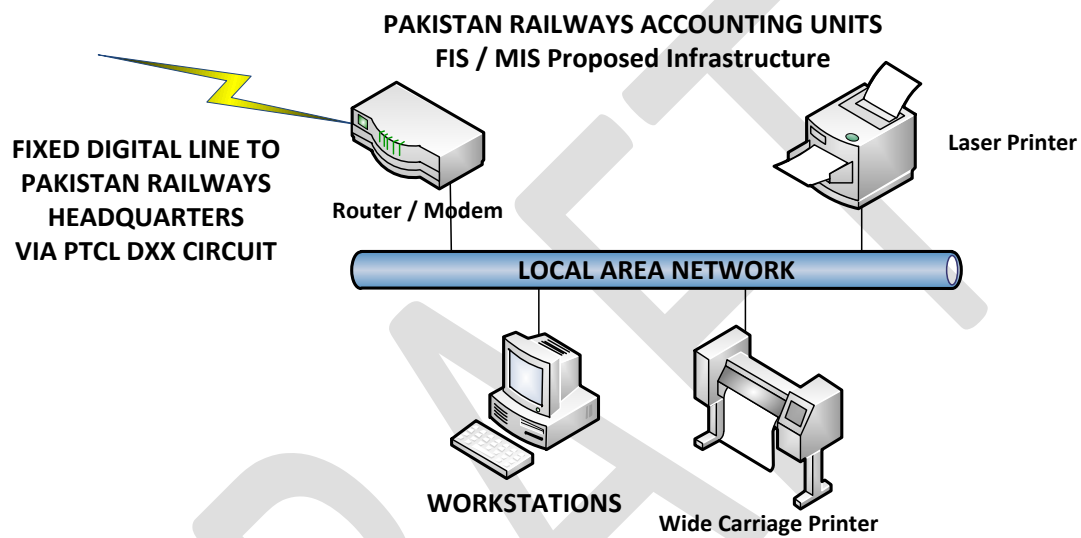 PAKISTAN RAILWAYS ACCOUNTING UNITS
FIS / MIS Proposed Infrastructure
FIXED DIGITAL LINE TO
PAKISTAN RAILWAYS
HEADQUARTERS
VIA PTCL DXX CIRCUIT
Router / Modem
Laser Printer
LOCAL AREA NETWORK
WORKSTATIONS
Wide Carriage Printer
DRAFT